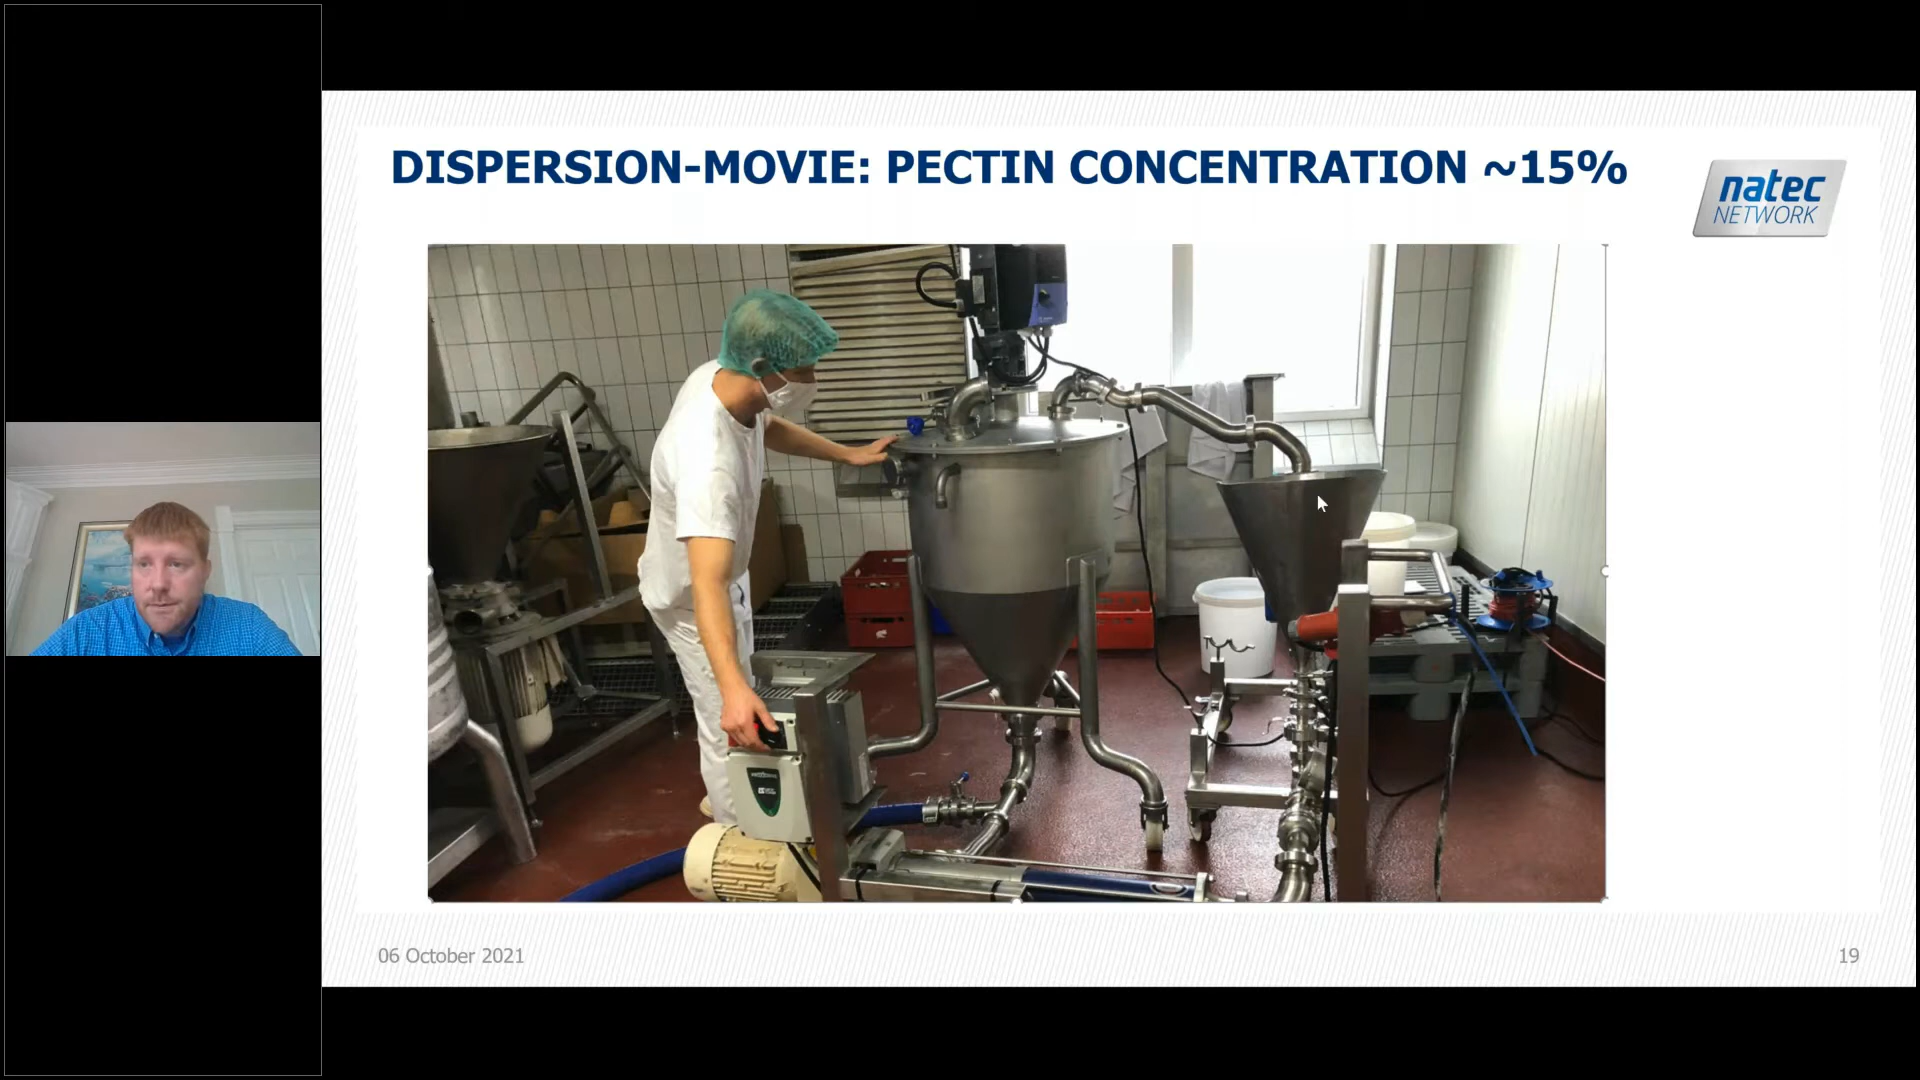 DISPERSION-MOVIE: PECTIN CONCENTRATION ~15%
natec
NETWORK
06 October 2021
19